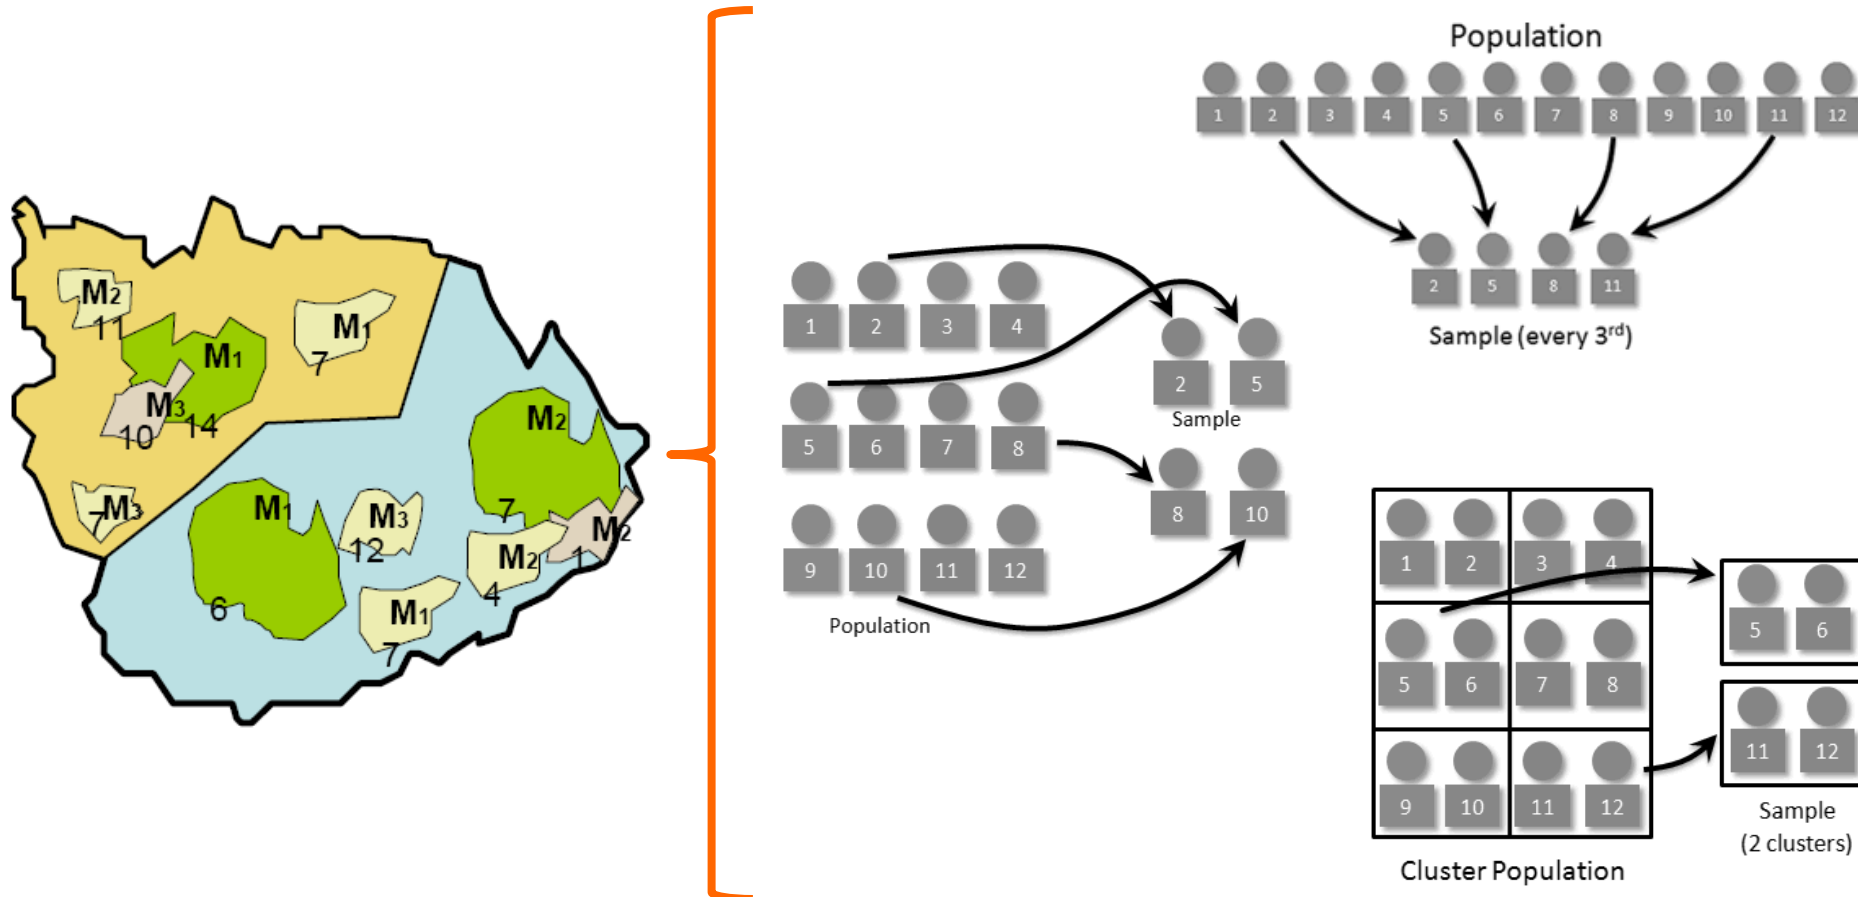 M2
11
M1
7
M1
M3
14
10
M3
7
M2
7
M1
6
M3
12
M2
1
M2
4
M1
7
1 2 3 4
5 6 7 8
9 10 11 12
Population
2 5
Sample
8 10
Population
1 2 3 4 5 6 7 8 9 10 11 12
2 5 8 11
Sample (every 3rd)
1 2 3 4
5 6 7 8
9 10 11 12
Cluster Population
5 6
11 12
Sample
(2 clusters)